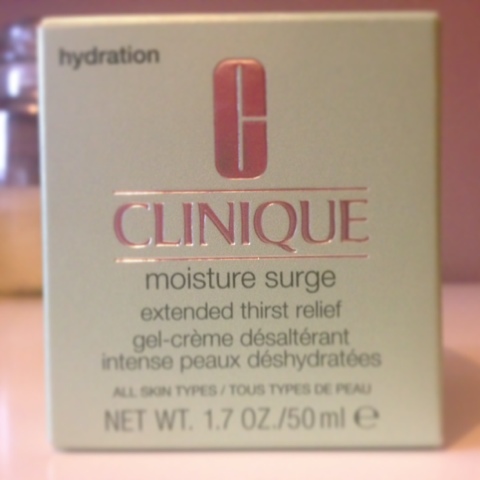 hydration
C
CLINIQUE
moisture surge
extended thirst relief
gel-crème désaltérant
intense peaux déshydratées
ALL SKIN TYPES / TOUS TYPES DE PEAU
NET WT. 1.7 OZ./50 ml ℮